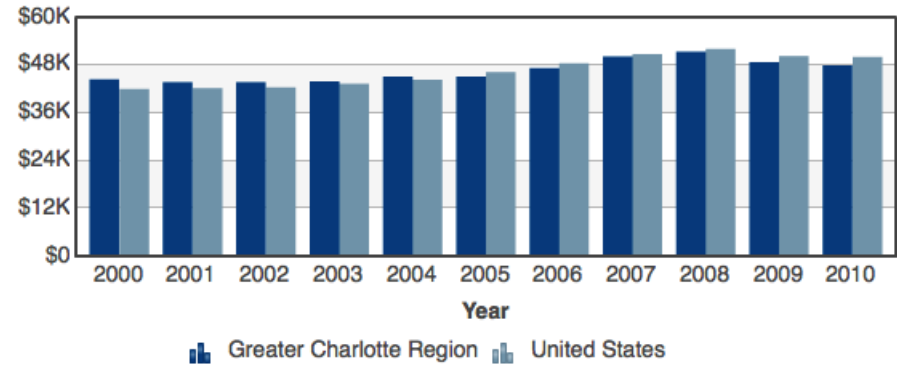 $60K
$48K
$36K
$24K
$12K
$0
2000 2001 2002 2003 2004 2005 2006 2007 2008 2009 2010
Year
Greater Charlotte Region United States